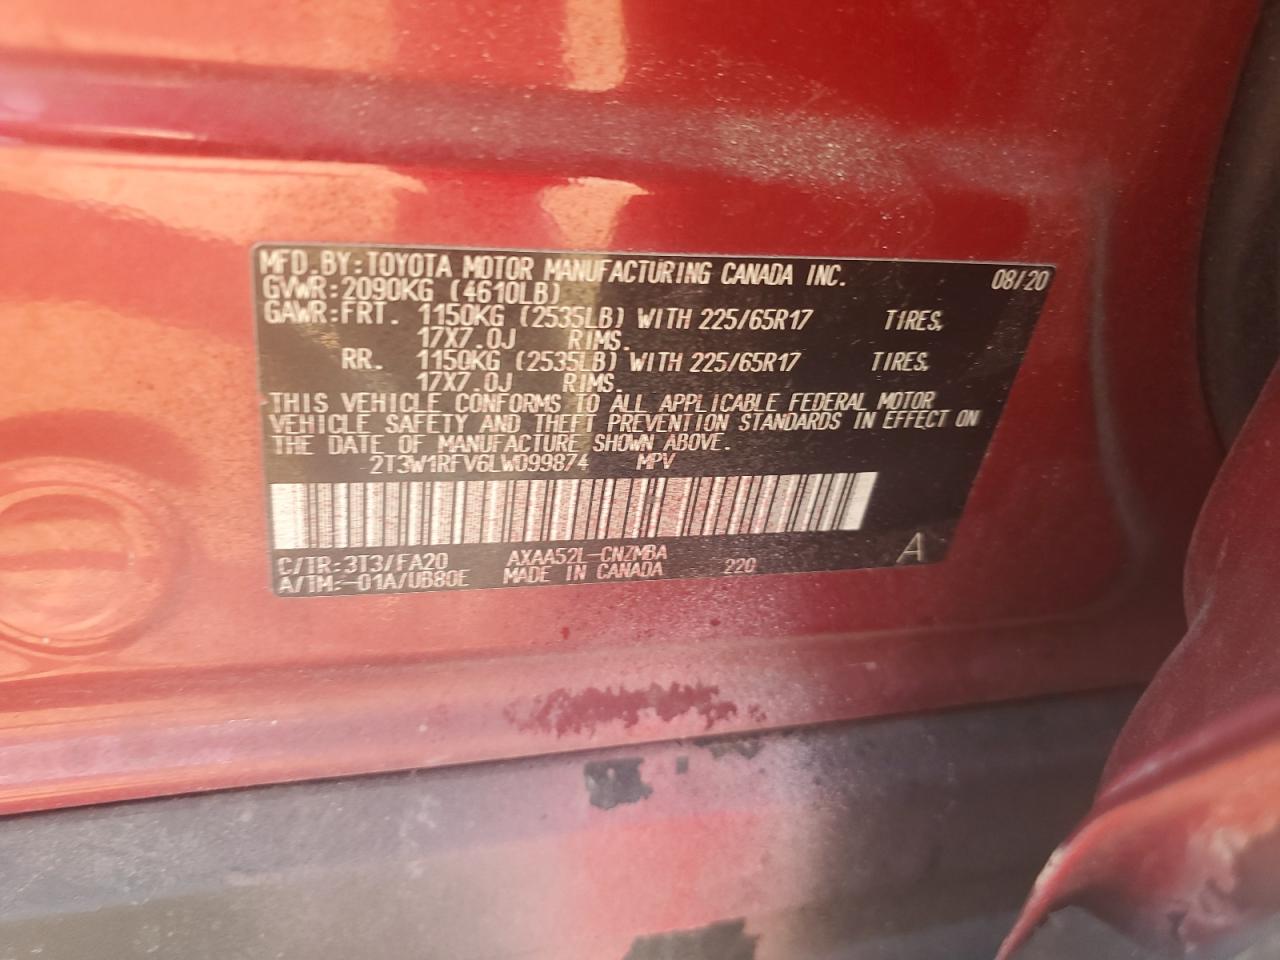 MFD.BY:TOYOTA MOTOR MANUFACTURING CANADA INC. 08/20
GVWR:2090KG (4610LB)
GAWR:FRT. 1150KG (2535LB) WITH 225/65R17 TIRES,
17X7.0J RIMS.
RR. 1150KG (2535LB) WITH 225/65R17 TIRES,
17X7.0J RIMS.
THIS VEHICLE CONFORMS TO ALL APPLICABLE FEDERAL MOTOR
VEHICLE SAFETY AND THEFT PREVENTION STANDARDS IN EFFECT ON
THE DATE OF MANUFACTURE SHOWN ABOVE.
2T3W1RFV6LW099874 MPV
C/TR:3T3/FA20 AXAA52L-CNZMBA A
A/TM:-01A/UB80E MADE IN CANADA 220